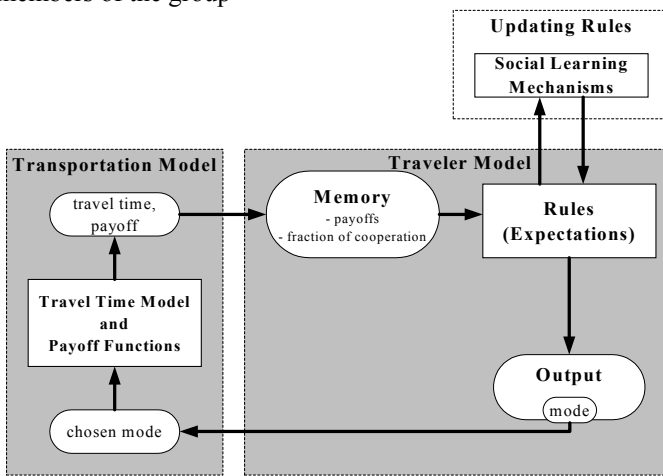 members of the group
Updating Rules
Social Learning
Mechanisms
Transportation Model
travel time,
payoff
Travel Time Model
and
Payoff Functions
chosen mode
Traveler Model
Memory
- payoffs
- fraction of cooperation
Rules
(Expectations)
Output
mode